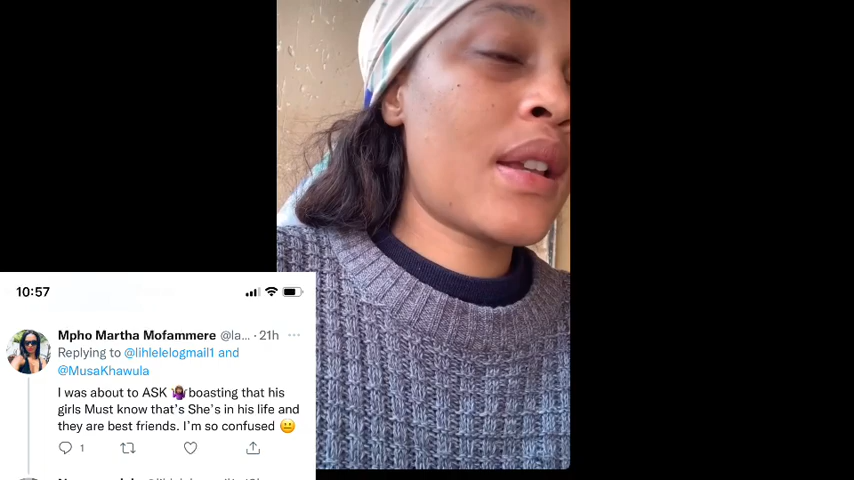 10:57
Mpho Martha Mofammere @la... · 21h
Replying to @lihlelelogmail1 and
@MusaKhawula
I was about to ASK 🤷🏾‍♀️boasting that his
girls Must know that's She's in his life and
they are best friends. I'm so confused 😐
1